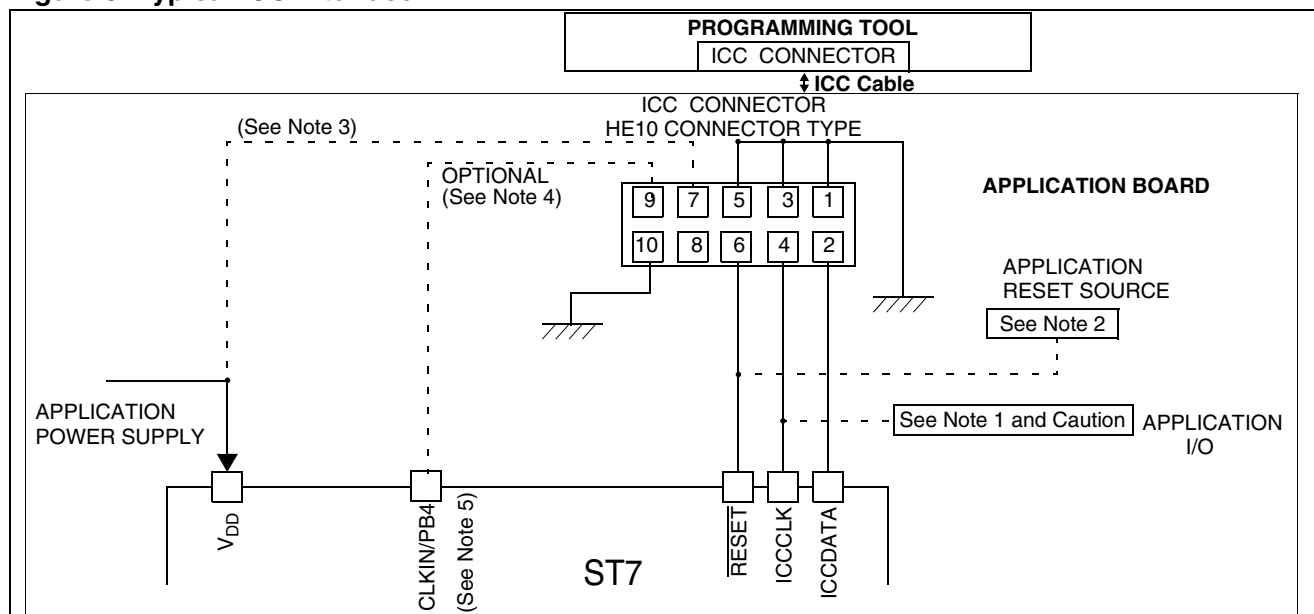 PROGRAMMING TOOL
ICC CONNECTOR
ICC Cable
ICC CONNECTOR
HE10 CONNECTOR TYPE
(See Note 3)
OPTIONAL
(See Note 4)
9 7 5 3 1
10 8 6 4 2
APPLICATION BOARD
APPLICATION
RESET SOURCE
See Note 2
See Note 1 and Caution
APPLICATION
I/O
APPLICATION
POWER SUPPLY
VDD
CLKIN/PB4
(See Note 5)
RESET
ICCCLK
ICCDATA
ST7